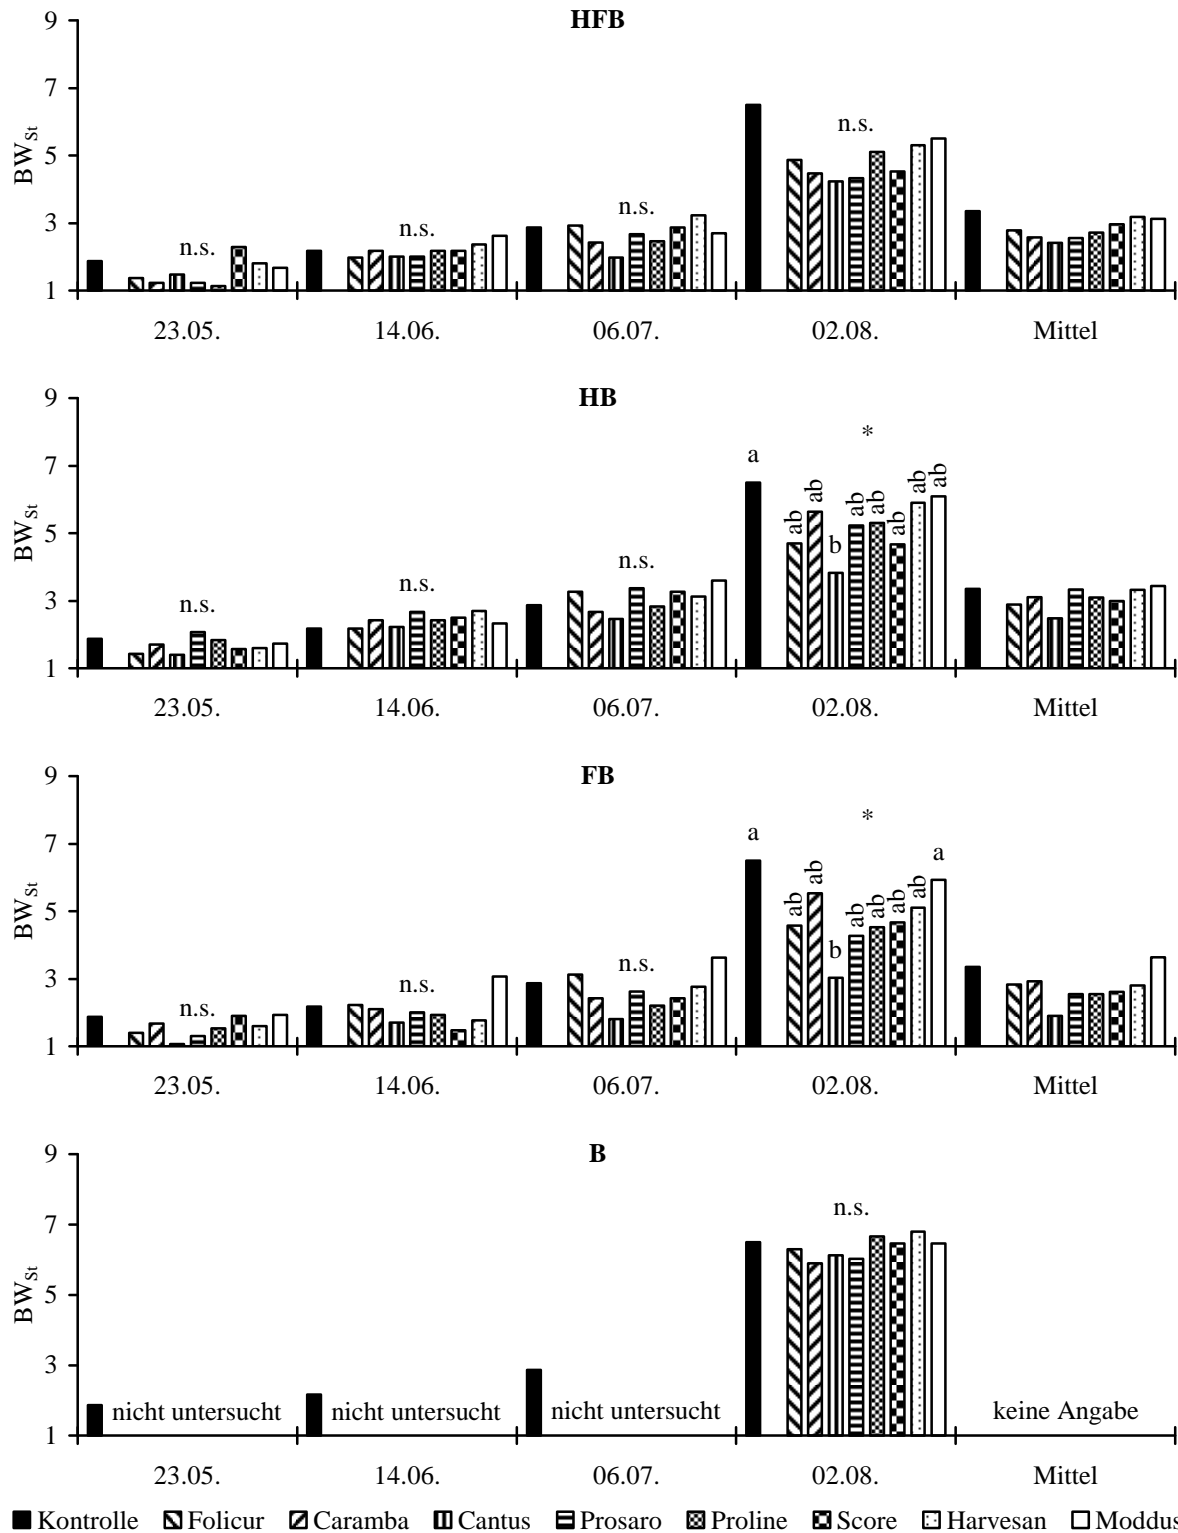 HFB
9
7
5
3
1
BWSt
n.s.
n.s.
n.s.
n.s.
23.05. 14.06. 06.07. 02.08. Mittel
HB
9
7
5
3
1
BWSt
n.s.
n.s.
n.s.
*
a ab ab b ab ab ab ab ab
23.05. 14.06. 06.07. 02.08. Mittel
FB
9
7
5
3
1
BWSt
n.s.
n.s.
n.s.
*
a ab ab b ab ab ab ab a
23.05. 14.06. 06.07. 02.08. Mittel
B
9
7
5
3
1
BWSt
n.s.
nicht untersucht nicht untersucht nicht untersucht keine Angabe
23.05. 14.06. 06.07. 02.08. Mittel
Kontrolle Folicur Caramba Cantus Prosaro Proline Score Harvesan Moddus